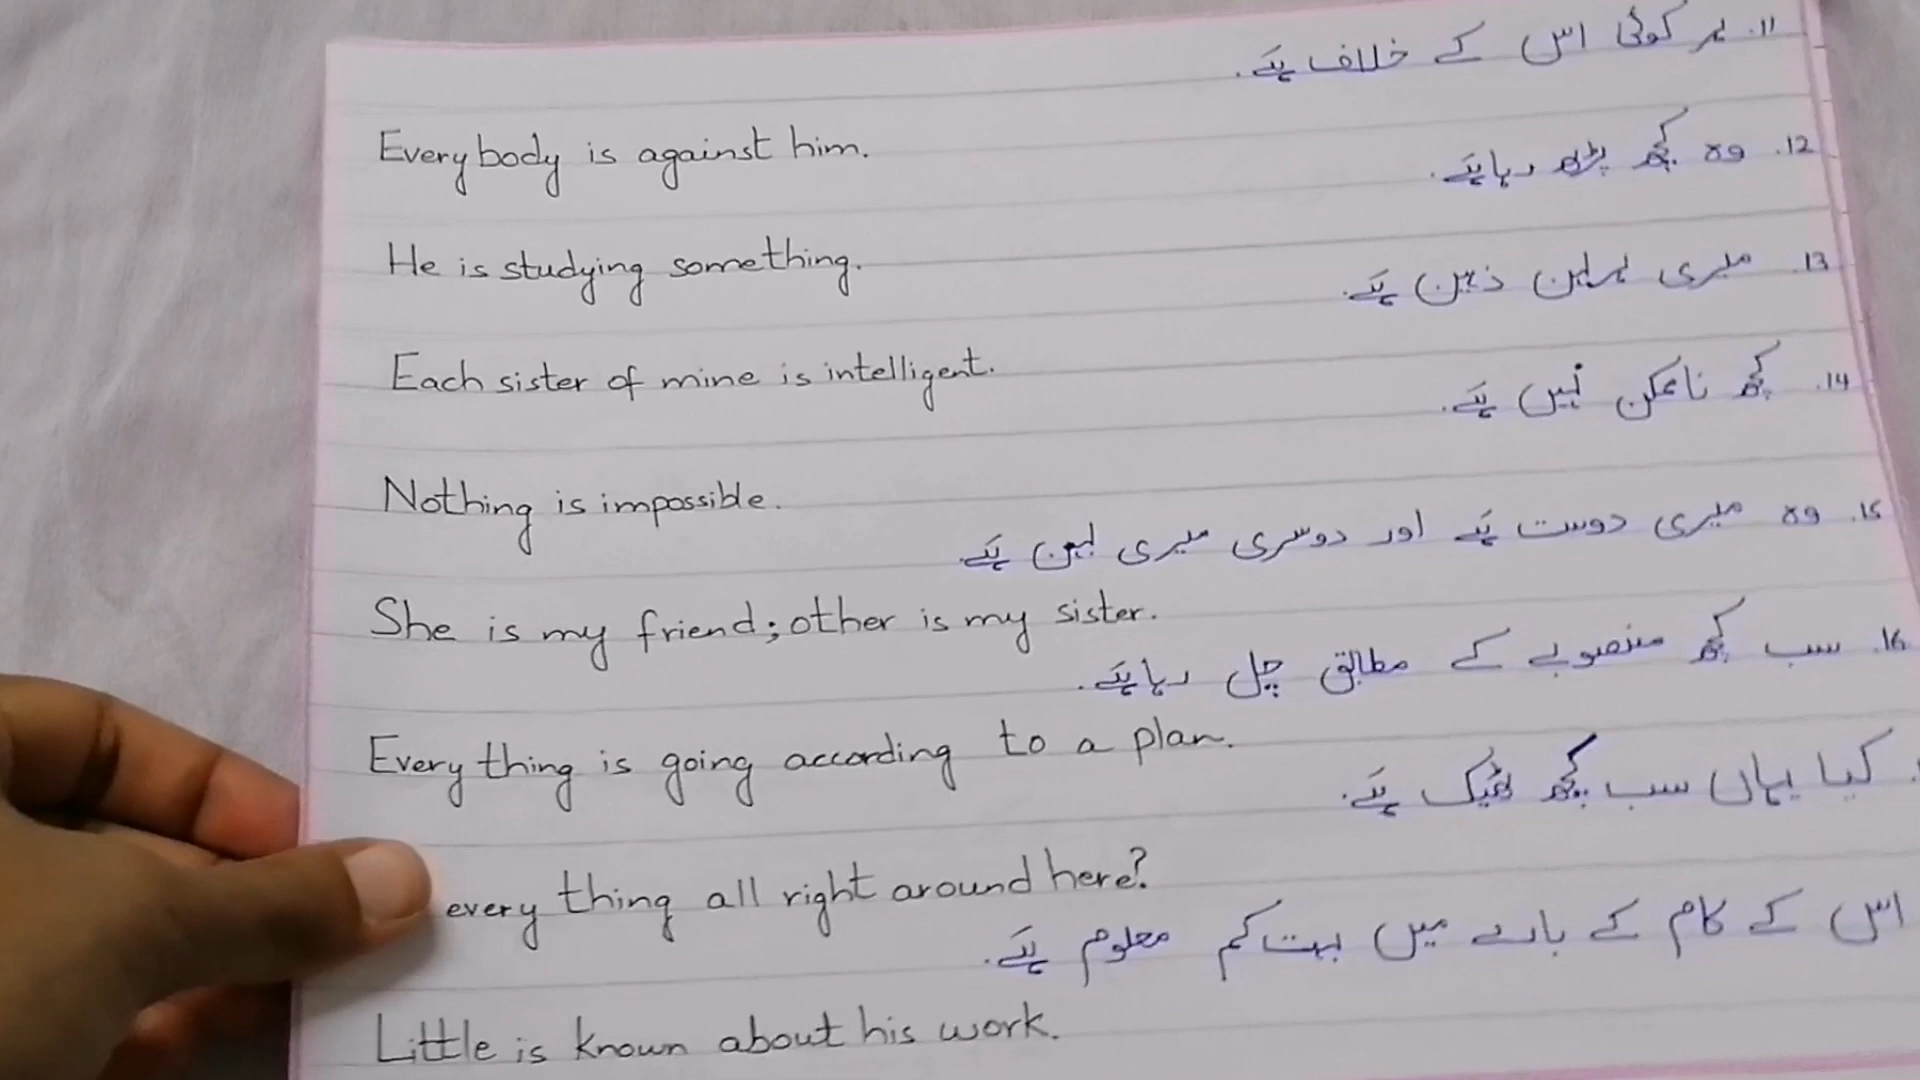 11. ہر کوئی اس کے خلاف ہے.
Everybody is against him.
12. وہ کچھ پڑھ رہا ہے.
He is studying something.
13. میری ہر بہن ذہین ہے.
Each sister of mine is intelligent.
14. کچھ ناممکن نہیں ہے.
Nothing is impossible.
15. وہ میری دوست ہے اور دوسری میری بہن ہے
She is my friend; other is my sister.
16. سب کچھ منصوبے کے مطابق چل رہا ہے.
Every thing is going according to a plan.
کیا یہاں سب کچھ ٹھیک ہے.
every thing all right around here?
اس کے کام کے بارے میں بہت کم معلوم ہے.
Little is known about his work.